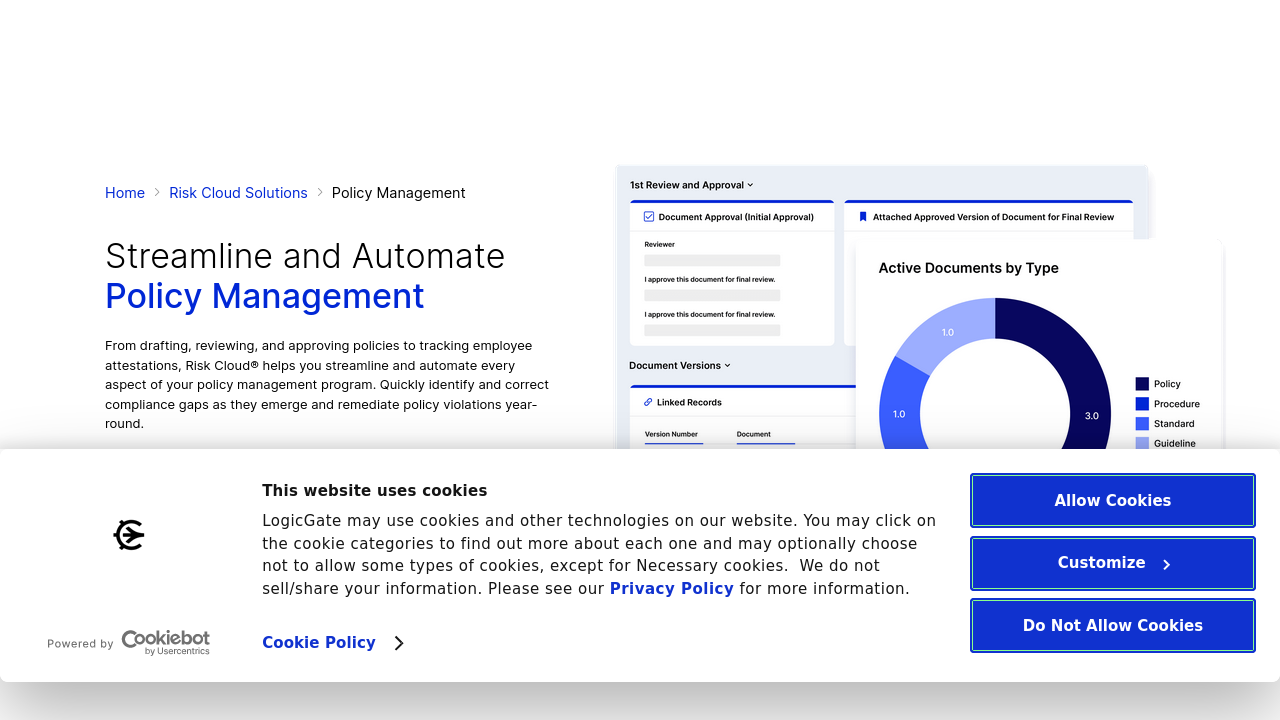 Home > Risk Cloud Solutions > Policy Management
Streamline and Automate
Policy Management
From drafting, reviewing, and approving policies to tracking employee
attestations, Risk Cloud® helps you streamline and automate every
aspect of your policy management program. Quickly identify and correct
compliance gaps as they emerge and remediate policy violations year-
round.
1st Review and Approval
Document Approval (Initial Approval)
Attached Approved Version of Document for Final Review
Reviewer
I approve this document for final review.
I approve this document for final review.
Document Versions
Linked Records
Version Number Document
Active Documents by Type
1.0
1.0
3.0
Policy
Procedure
Standard
Guideline
This website uses cookies
LogicGate may use cookies and other technologies on our website. You may click on
the cookie categories to find out more about each one and may optionally choose
not to allow some types of cookies, except for Necessary cookies.  We do not
sell/share your information. Please see our Privacy Policy for more information.
Cookie Policy
Powered by Cookiebot
by Usercentrics
Allow Cookies
Customize
Do Not Allow Cookies